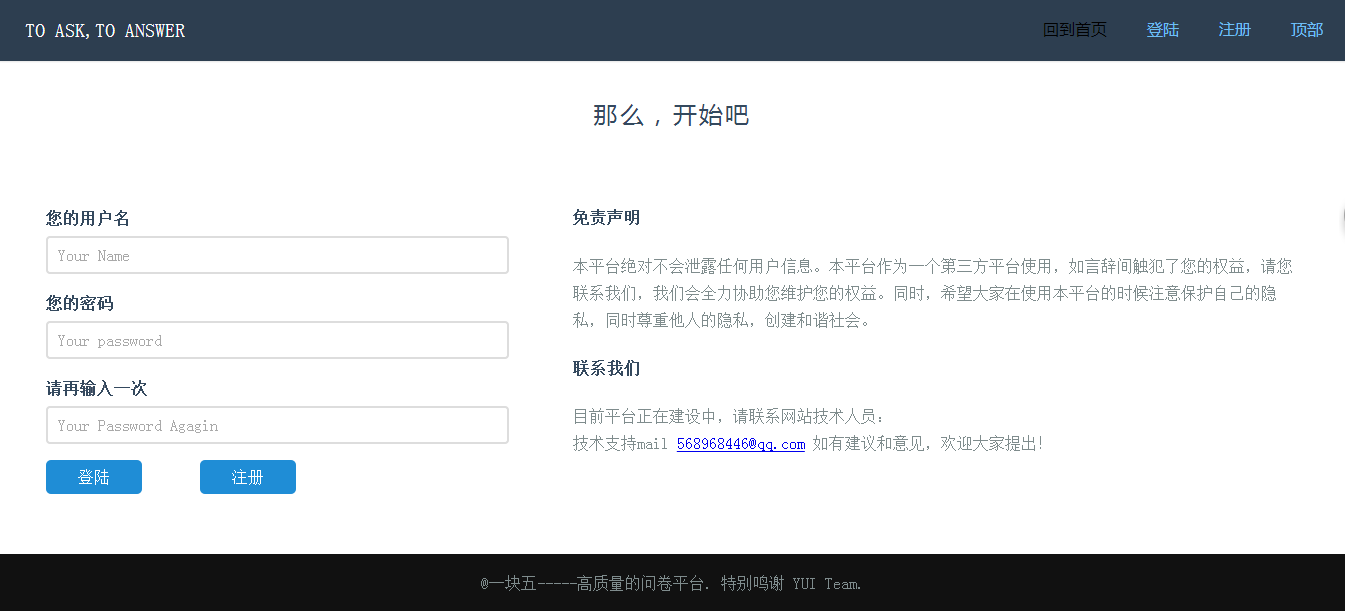 TO ASK,TO ANSWER
回到首页 登陆 注册 顶部
那么，开始吧
您的用户名
Your Name
您的密码
Your password
请再输入一次
Your Password Agagin
登陆 注册
免责声明
本平台绝对不会泄露任何用户信息。本平台作为一个第三方平台使用，如言辞间触犯了您的权益，请您
联系我们，我们会全力协助您维护您的权益。同时，希望大家在使用本平台的时候注意保护自己的隐
私，同时尊重他人的隐私，创建和谐社会。
联系我们
目前平台正在建设中，请联系网站技术人员：
技术支持mail 568968446@qq.com 如有建议和意见，欢迎大家提出！
@一块五-----高质量的问卷平台. 特别鸣谢 YUI Team.